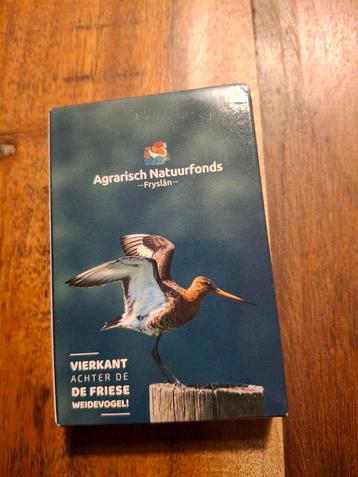 Agrarisch Natuurfonds
–Fryslân–
VIERKANT
ACHTER DE
DE FRIESE
WEIDEVOGEL!